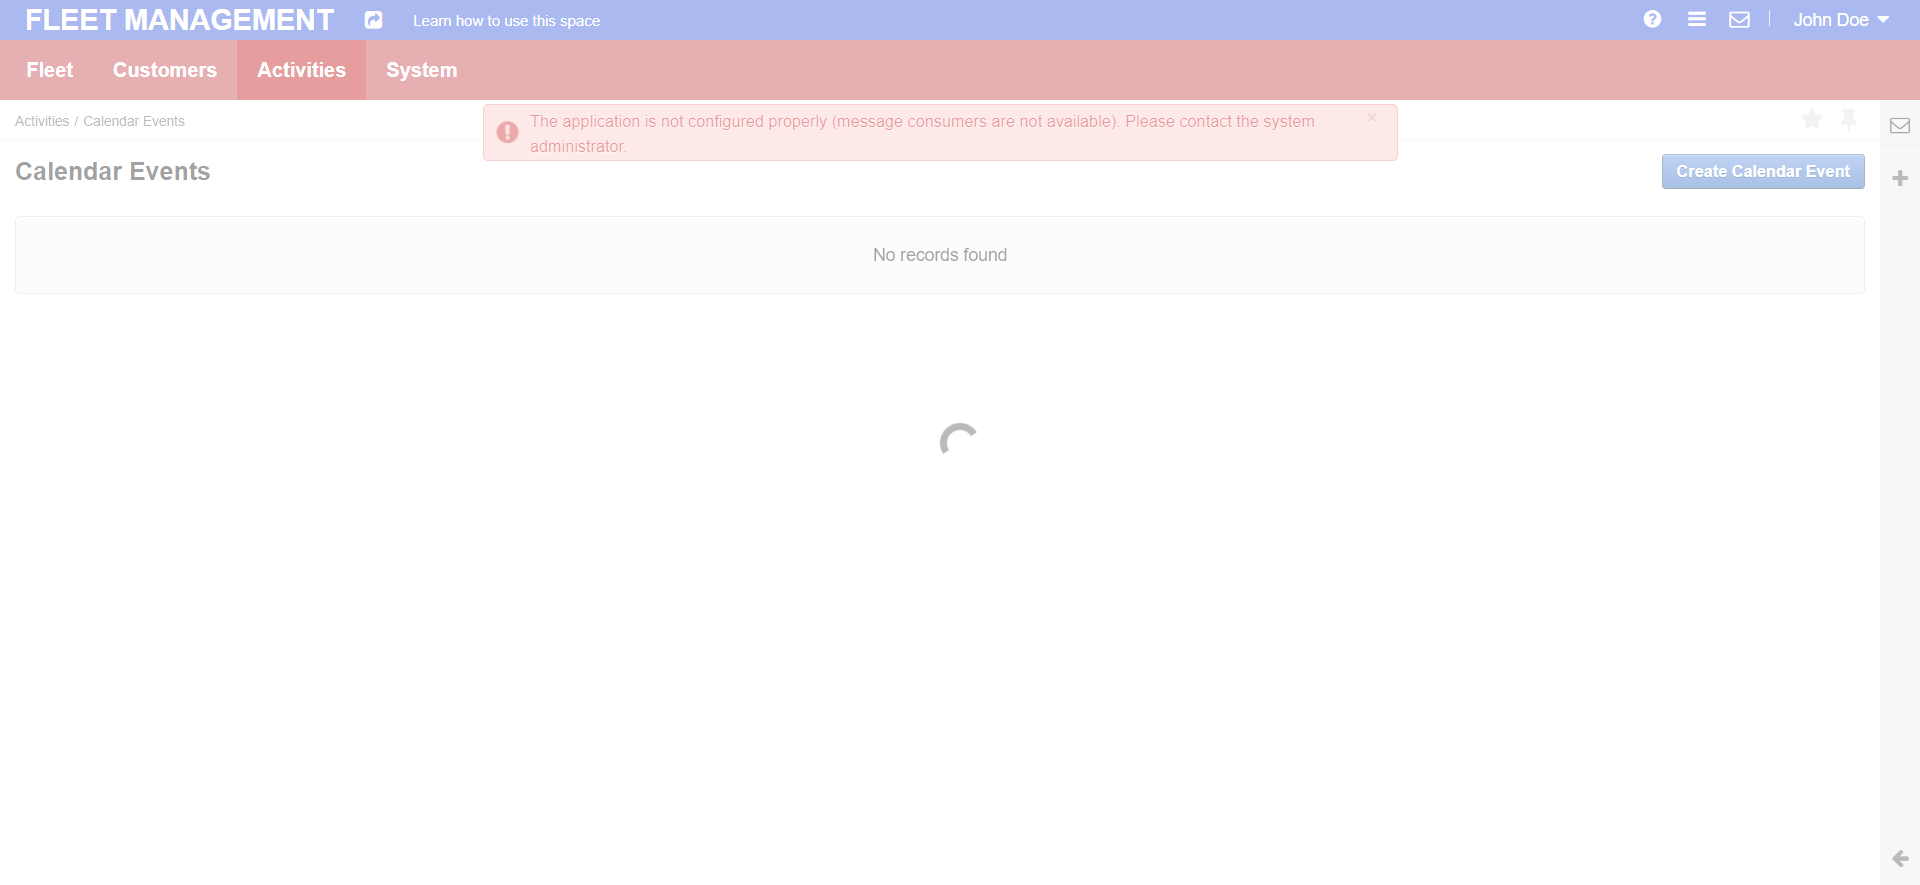 FLEET MANAGEMENT
Learn how to use this space
John Doe
Fleet
Customers
Activities
System
Activities / Calendar Events
The application is not configured properly (message consumers are not available). Please contact the system
administrator.
×
Calendar Events
Create Calendar Event
No records found